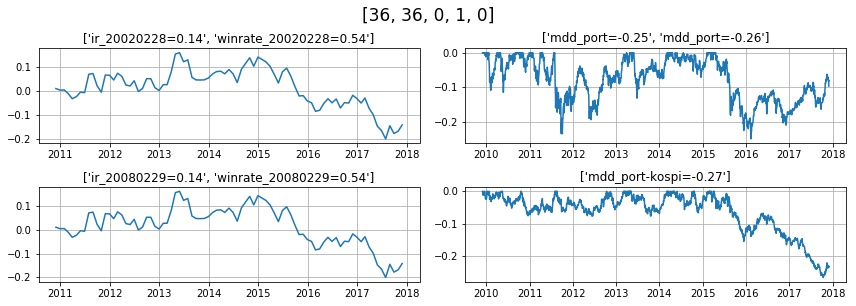 [36, 36, 0, 1, 0]
['ir_20020228=0.14', 'winrate_20020228=0.54']
0.1
0.0
−0.1
−0.2
2011 2012 2013 2014 2015 2016 2017 2018
['mdd_port=-0.25', 'mdd_port=-0.26']
0.0
−0.1
−0.2
2010 2011 2012 2013 2014 2015 2016 2017 2018
['ir_20080229=0.14', 'winrate_20080229=0.54']
0.1
0.0
−0.1
−0.2
2011 2012 2013 2014 2015 2016 2017 2018
['mdd_port-kospi=-0.27']
0.0
−0.1
−0.2
2010 2011 2012 2013 2014 2015 2016 2017 2018